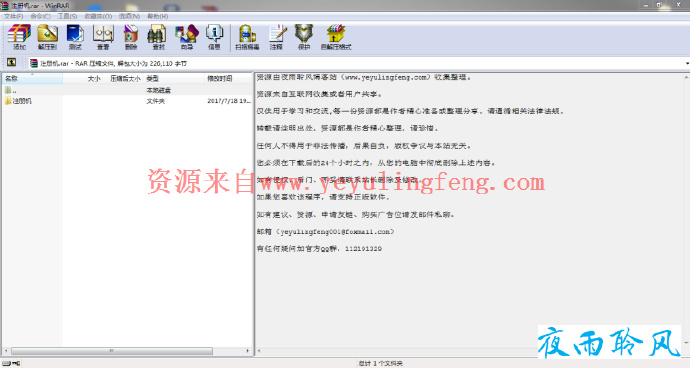 注册机.rar - WinRAR
文件(F) 命令(C) 工具(S) 收藏夹(O) 选项(N) 帮助(H)
添加 解压到 测试 查看 删除 查找 向导 信息 扫描病毒 注释 保护 自解压格式
注册机.rar - RAR 压缩文件, 解包大小为 226,110 字节
名称 大小 压缩后大小 类型 修改时间
.. 本地磁盘
注册机 文件夹 2017/7/18 19...
资源由夜雨聆风博客站（www.yeyulingfeng.com）收集整理。
资源来自互联网收集或者用户共享。
仅供用于学习和交流,每一份资源都是作者精心准备或整理分享。请遵循相关法律法规。
转载请注明出处。资源都是作者精心整理。请珍惜。
任何人不得用于非法传播，后果自负，版权争议与本站无关。
您必须在下载后的24个小时之内，从您的电脑中彻底删除上述内容。
如有侵权、后门、不妥请联系站长删除及修改。
资源来自www.yeyulingfeng.com
如果您喜欢该程序，请支持正版软件。
如有建议、资源、申请友链、购买广告位请发邮件私聊。
邮箱（yeyulingfeng001@foxmail.com）
有任何疑问加官方qq群：112191329
夜雨聆风
总计 1 个文件夹